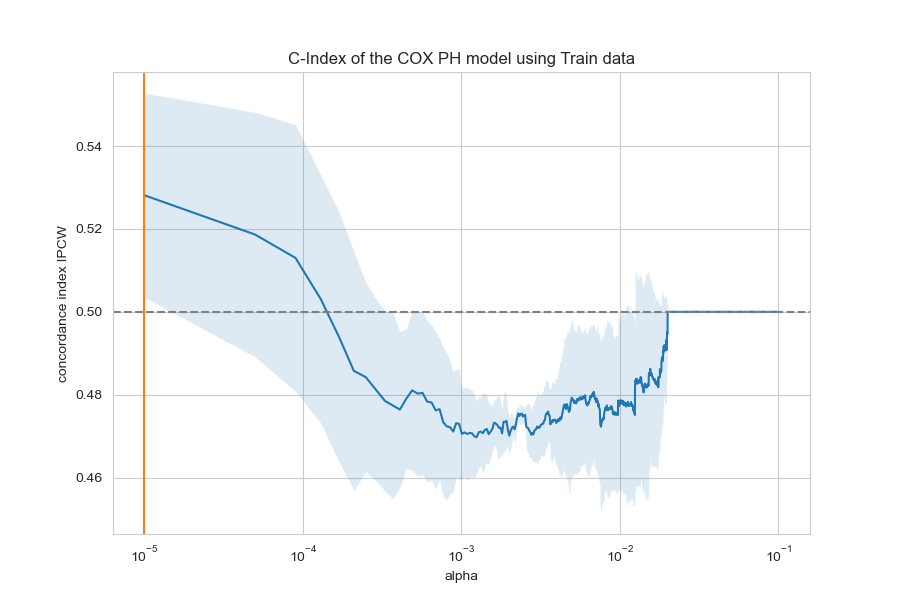 C-Index of the COX PH model using Train data
concordance index IPCW
0.54
0.52
0.50
0.48
0.46
10⁻⁵ 10⁻⁴ 10⁻³ 10⁻² 10⁻¹
alpha